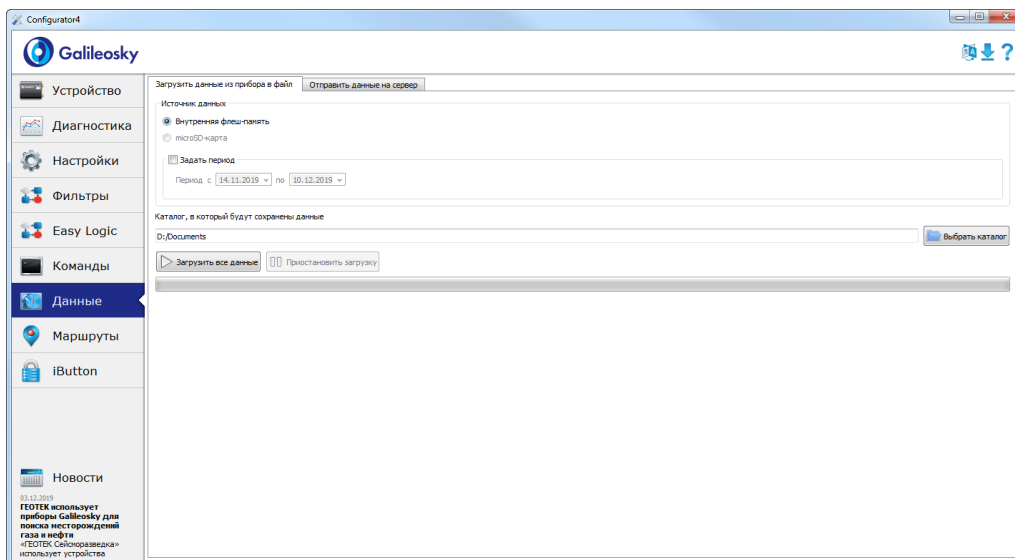 Configurator4
Galileosky
Устройство
Диагностика
Настройки
Фильтры
Easy Logic
Команды
Данные
Маршруты
iButton
Новости
03.12.2019
ГЕОТЕК использует
приборы Galileosky для
поиска месторождений
газа и нефти
«ГЕОТЕК Сейсморазведка»
использует устройства
Загрузить данные из прибора в файл Отправить данные на сервер
Источник данных
Внутренняя флеш-память
microSD-карта
Задать период
Период с 14.11.2019 по 10.12.2019
Каталог, в который будут сохранены данные
D:/Documents Выбрать каталог
Загрузить все данные Приостановить загрузку